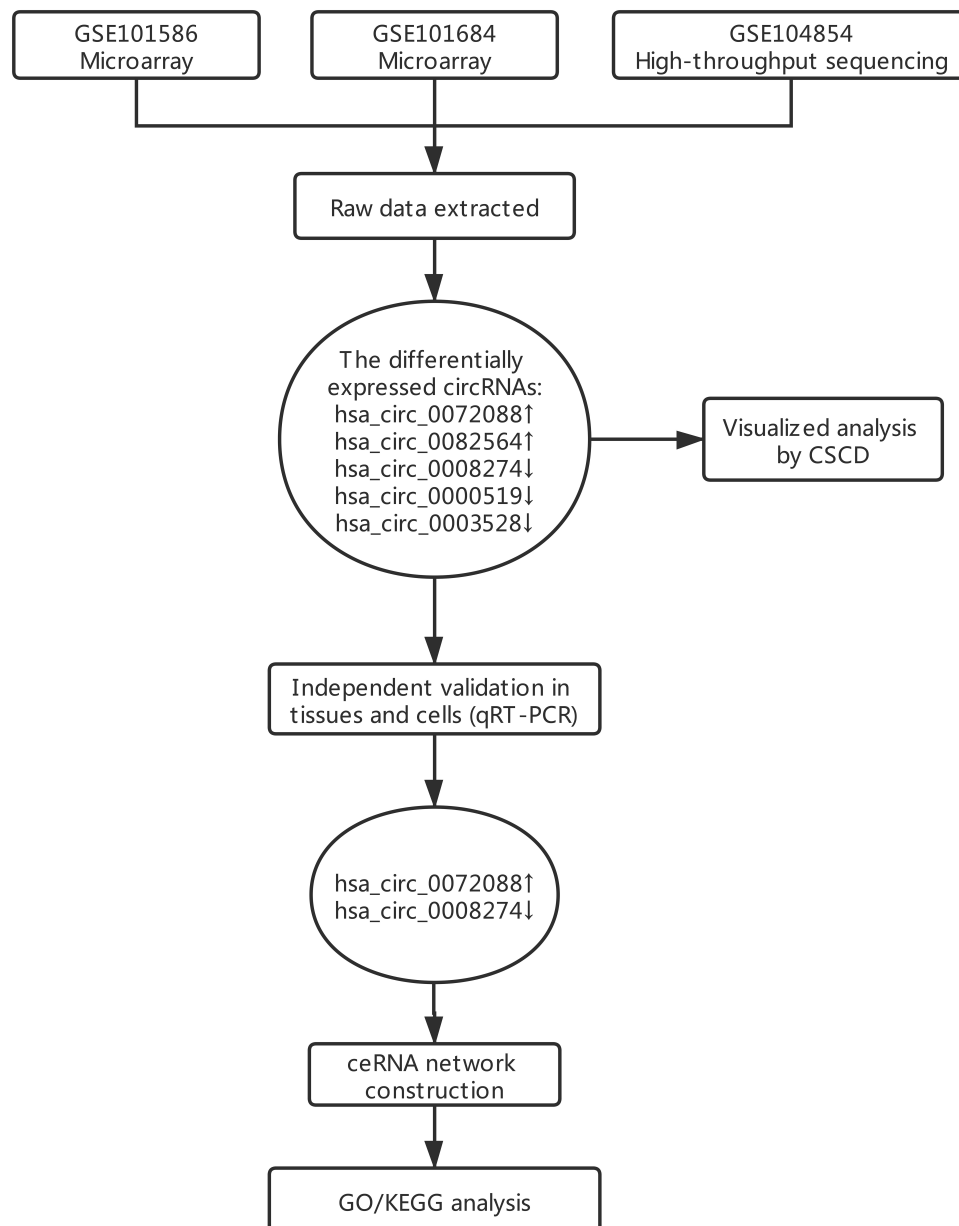 GSE101586
Microarray
GSE101684
Microarray
GSE104854
High-throughput sequencing
Raw data extracted
The differentially
expressed circRNAs:
hsa_circ_0072088↑
hsa_circ_0082564↑
hsa_circ_0008274↓
hsa_circ_0000519↓
hsa_circ_0003528↓
Visualized analysis
by CSCD
Independent validation in
tissues and cells (qRT-PCR)
hsa_circ_0072088↑
hsa_circ_0008274↓
ceRNA network
construction
GO/KEGG analysis